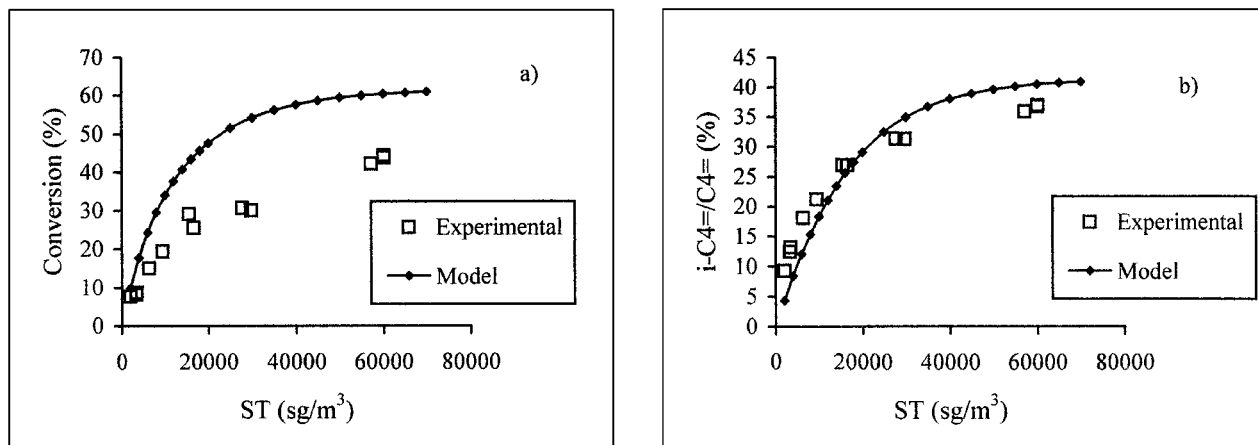 a)
Conversion (%)
70
60
50
40
30
20
10
0
0 20000 40000 60000 80000
ST (sg/m³)
Experimental
Model
b)
i-C4=/C4= (%)
45
40
35
30
25
20
15
10
5
0
0 20000 40000 60000 80000
ST (sg/m³)
Experimental
Model